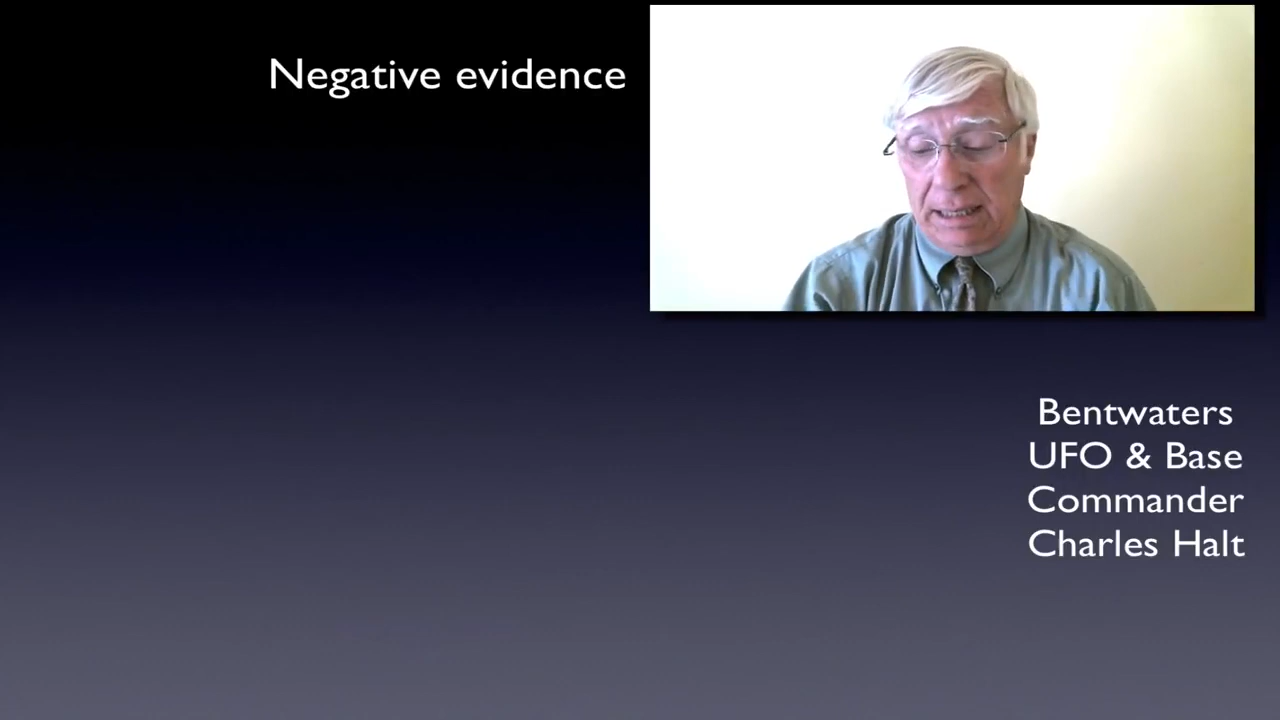 Negative evidence
Bentwaters
UFO & Base
Commander
Charles Halt